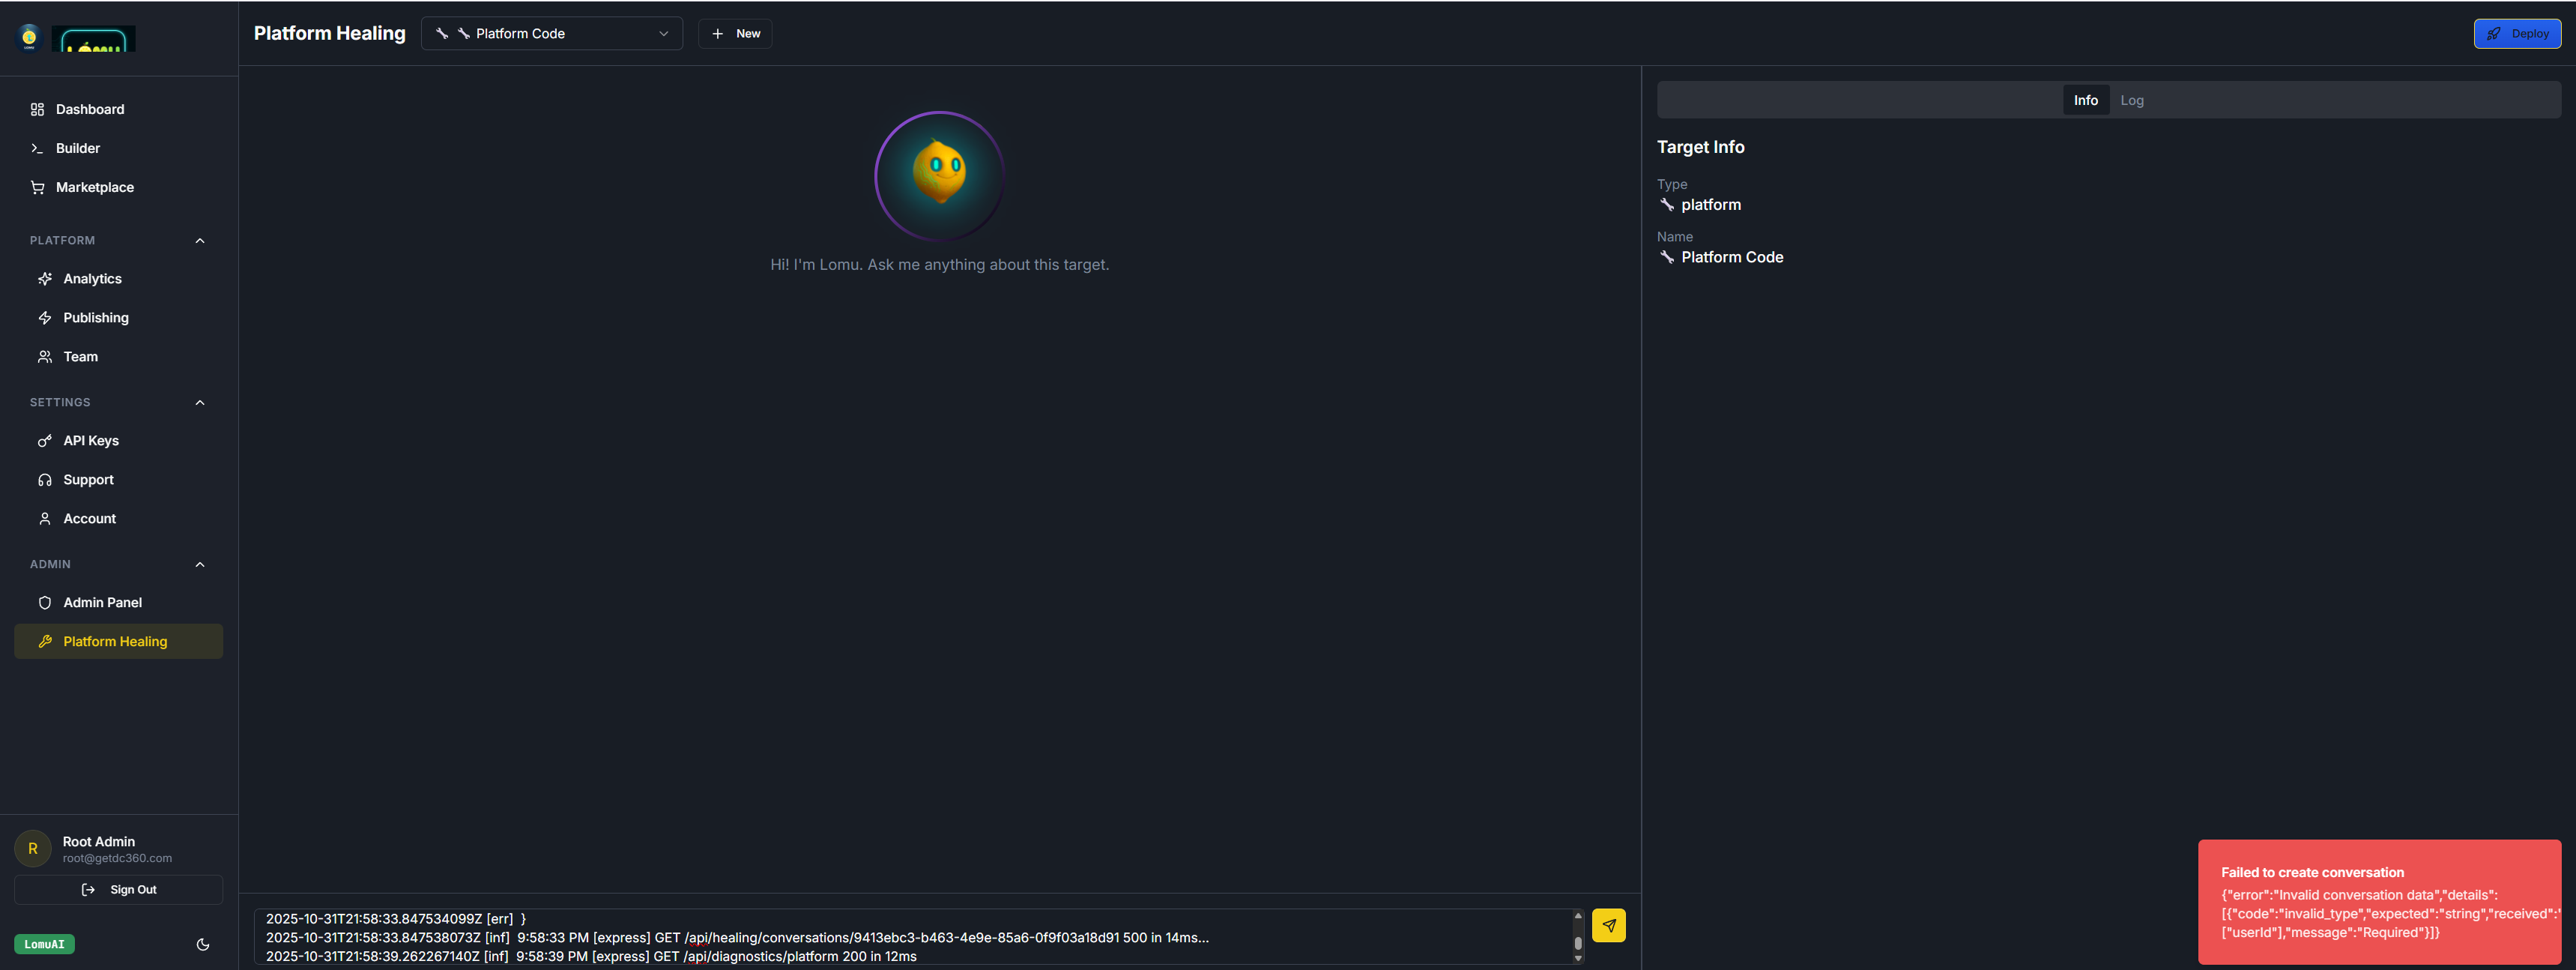 LOMU
Platform Healing
Platform Code
New
Deploy
Dashboard
Builder
Marketplace
PLATFORM
Analytics
Publishing
Team
SETTINGS
API Keys
Support
Account
ADMIN
Admin Panel
Platform Healing
Root Admin
R
root@getdc360.com
Sign Out
LomuAI
Hi! I'm Lomu. Ask me anything about this target.
2025-10-31T21:58:33.847534099Z [err]  }
2025-10-31T21:58:33.847538073Z [inf]  9:58:33 PM [express] GET /api/healing/conversations/9413ebc3-b463-4e9e-85a6-0f9f03a18d91 500 in 14ms...
2025-10-31T21:58:39.262267140Z [inf]  9:58:39 PM [express] GET /api/diagnostics/platform 200 in 12ms
Info Log
Target Info
Type
platform
Name
Platform Code
Failed to create conversation
{"error":"Invalid conversation data","details":
[{"code":"invalid_type","expected":"string","received":"
["userId"],"message":"Required"}]}